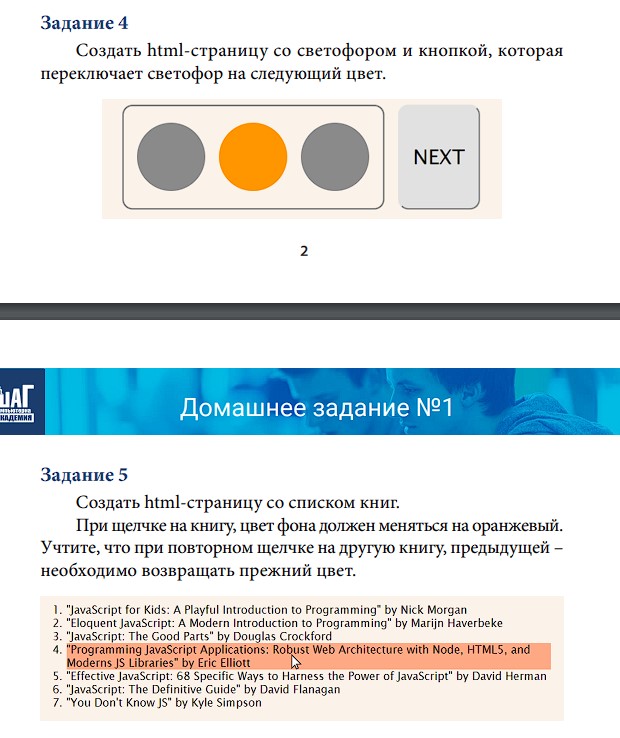 Задание 4
Создать html-страницу со светофором и кнопкой, которая
переключает светофор на следующий цвет.
NEXT
2
ШАГ
АКАДЕМИЯ
Домашнее задание №1
Задание 5
Создать html-страницу со списком книг.
При щелчке на книгу, цвет фона должен меняться на оранжевый.
Учтите, что при повторном щелчке на другую книгу, предыдущей –
необходимо возвращать прежний цвет.
1. "JavaScript for Kids: A Playful Introduction to Programming" by Nick Morgan
2. "Eloquent JavaScript: A Modern Introduction to Programming" by Marijn Haverbeke
3. "JavaScript: The Good Parts" by Douglas Crockford
4. "Programming JavaScript Applications: Robust Web Architecture with Node, HTML5, and
Moderns JS Libraries" by Eric Elliott
5. "Effective JavaScript: 68 Specific Ways to Harness the Power of JavaScript" by David Herman
6. "JavaScript: The Definitive Guide" by David Flanagan
7. "You Don't Know JS" by Kyle Simpson